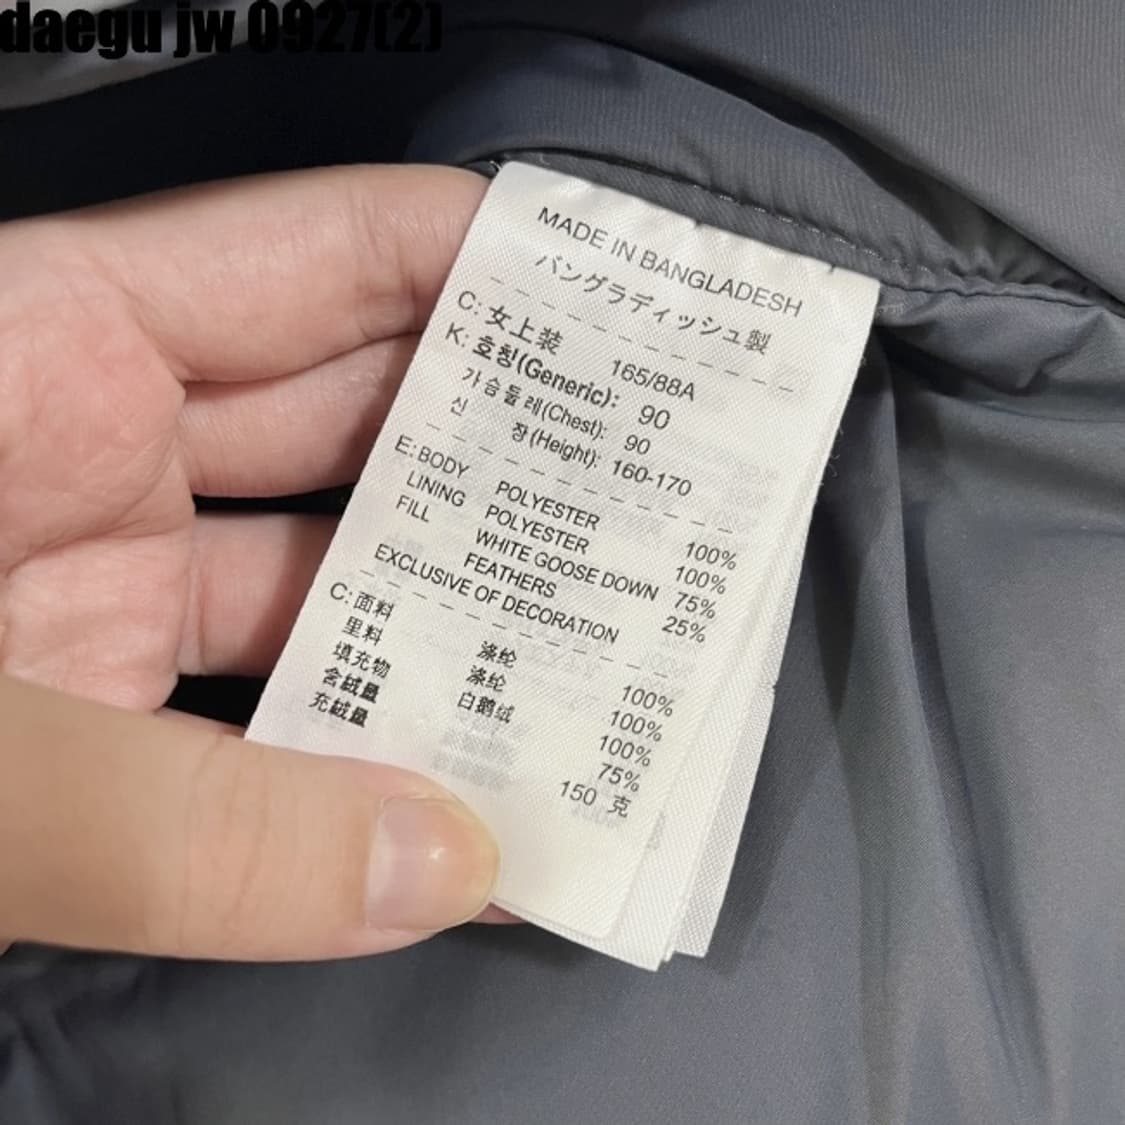 daegu jw 0927(2)
MADE IN BANGLADESH
バングラディッシュ製
C: 女上装 165/88A
K: 호칭(Generic): 90
가슴둘레(Chest): 90
신 장(Height): 160-170
E: BODY POLYESTER 100%
LINING POLYESTER 100%
FILL WHITE GOOSE DOWN 75%
FEATHERS 25%
EXCLUSIVE OF DECORATION
C: 面料 涤纶 100%
里料 涤纶 100%
填充物 白鹅绒 100%
含絨量 75%
充絨量 150 克